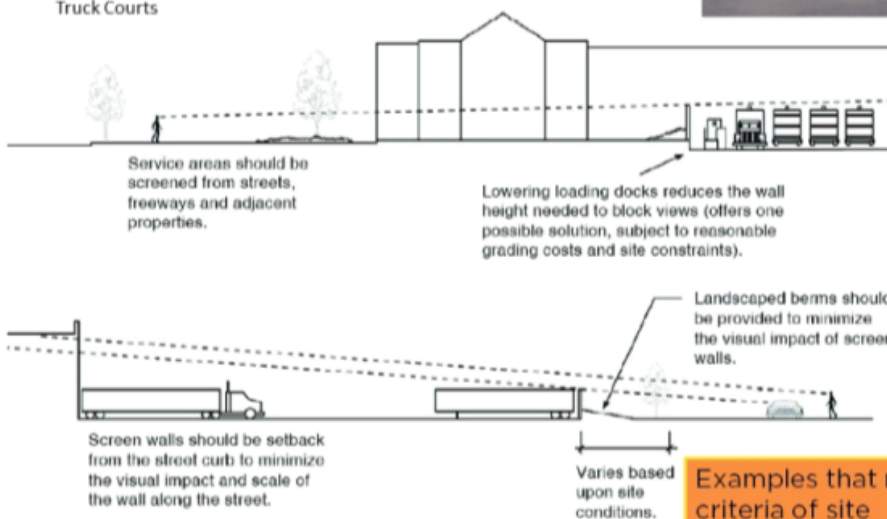 Truck Courts
Service areas should be
screened from streets,
freeways and adjacent
properties.
Lowering loading docks reduces the wall
height needed to block views (offers one
possible solution, subject to reasonable
grading costs and site constraints).
Landscaped berms should
be provided to minimize
the visual impact of screen
walls.
Screen walls should be setback
from the street curb to minimize
the visual impact and scale of
the wall along the street.
Varies based
upon site
conditions.
Examples that
criteria of site